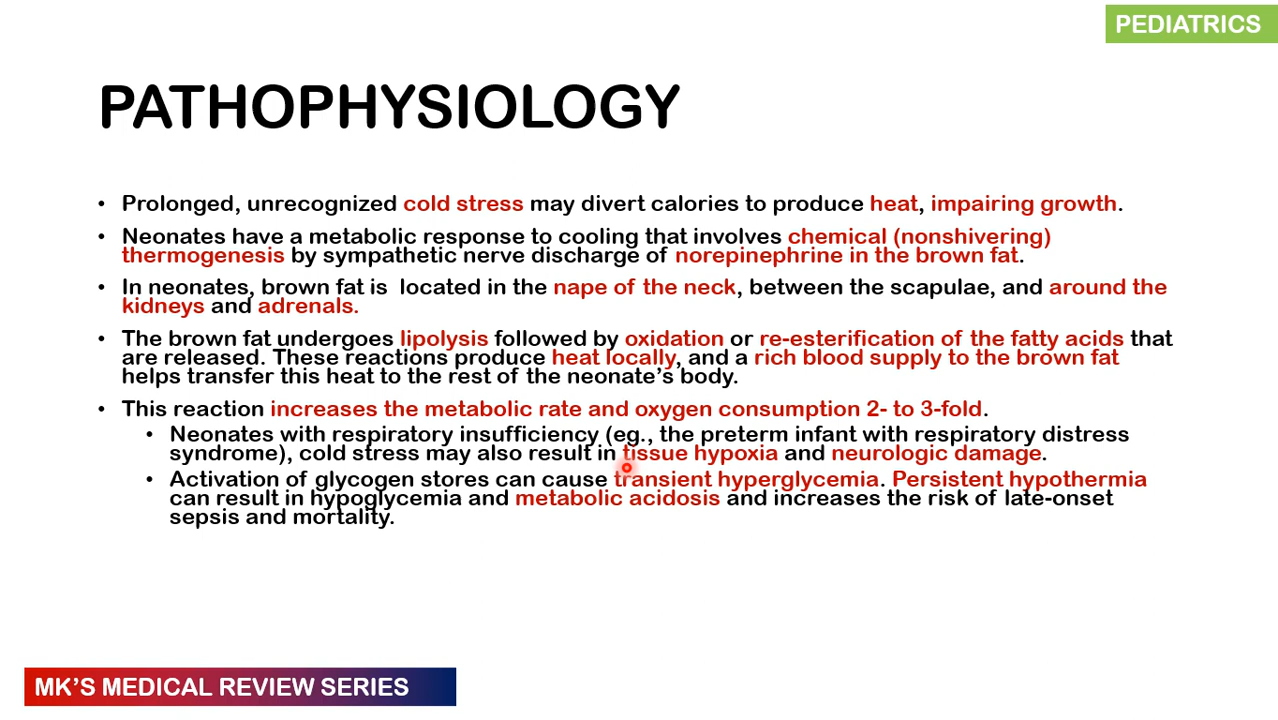 PEDIATRICS
PATHOPHYSIOLOGY
• Prolonged, unrecognized cold stress may divert calories to produce heat, impairing growth.
• Neonates have a metabolic response to cooling that involves chemical (nonshivering)
thermogenesis by sympathetic nerve discharge of norepinephrine in the brown fat.
• In neonates, brown fat is located in the nape of the neck, between the scapulae, and around the
kidneys and adrenals.
• The brown fat undergoes lipolysis followed by oxidation or re-esterification of the fatty acids that
are released. These reactions produce heat locally, and a rich blood supply to the brown fat
helps transfer this heat to the rest of the neonate's body.
• This reaction increases the metabolic rate and oxygen consumption 2- to 3-fold.
• Neonates with respiratory insufficiency (eg., the preterm infant with respiratory distress
syndrome), cold stress may also result in tissue hypoxia and neurologic damage.
• Activation of glycogen stores can cause transient hyperglycemia. Persistent hypothermia
can result in hypoglycemia and metabolic acidosis and increases the risk of late-onset
sepsis and mortality.
MK'S MEDICAL REVIEW SERIES